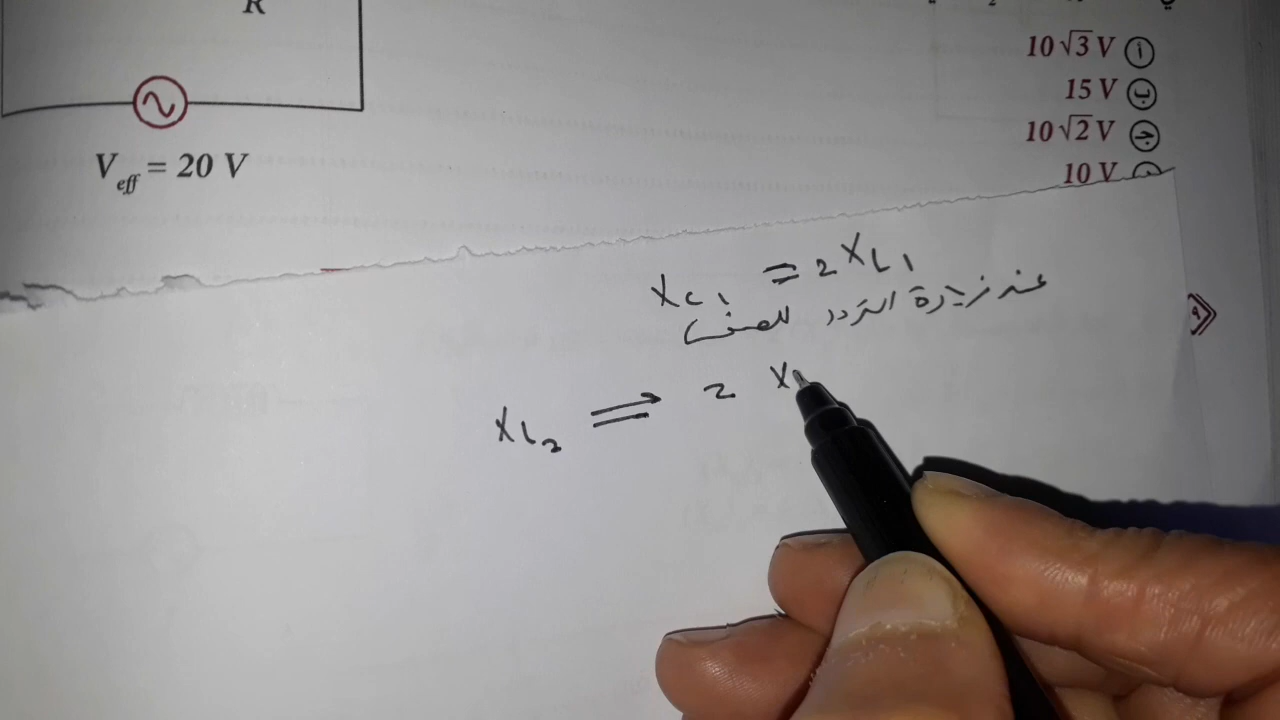 R
V_eff = 20 V
أ 10√3 V
ب 15 V
ج 10√2 V
10 V
X_C1 = 2 X_L1
عند زيادة التردد للضعف
X_L2 ⇒ 2 X